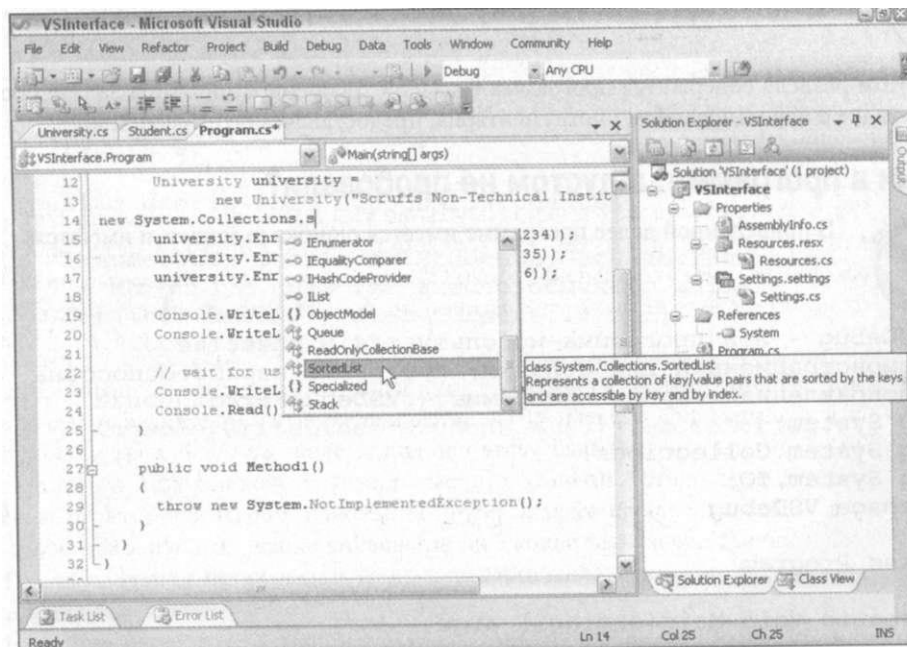 VSInterface - Microsoft Visual Studio
File Edit View Refactor Project Build Debug Data Tools Window Community Help
Debug Any CPU
University.cs Student.cs Program.cs*
VSInterface.Program Main(string[] args)
12 University university =
13 new University("Scruffs Non-Technical Instit
14 new System.Collections.s
15 university.Enr 234));
16 university.Enr 35));
17 university.Enr 6));
18
19 Console.WriteL
20 Console.WriteL
21
22 // wait for us
23 Console.WriteL
24 Console.Read()
25 }
26
27 public void Method1()
28 {
29 throw new System.NotImplementedException();
30 }
31 }
32 }
IEnumerator
IEqualityComparer
IHashCodeProvider
IList
ObjectModel
Queue
ReadOnlyCollectionBase
SortedList
Specialized
Stack
class System.Collections.SortedList
Represents a collection of key/value pairs that are sorted by the keys
and are accessible by key and by index.
Solution Explorer - VSInterface
Solution 'VSInterface' (1 project)
VSInterface
Properties
AssemblyInfo.cs
Resources.resx
Resources.cs
Settings.settings
Settings.cs
References
System
Program.cs
Output
Solution Explorer Class View
Task List Error List
Ready Ln 14 Col 25 Ch 25 INS